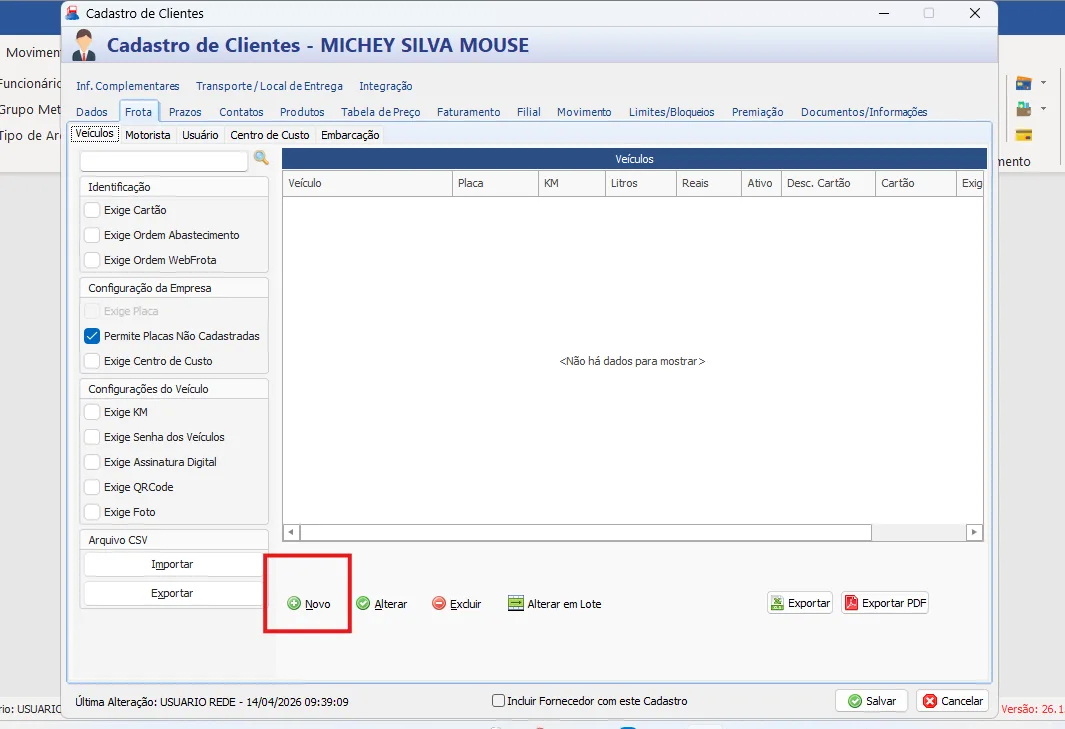 Cadastro de Clientes
Cadastro de Clientes - MICHEY SILVA MOUSE
Movimen
Funcionário
Grupo Met
Tipo de Ar
Inf. Complementares Transporte/Local de Entrega Integração
Dados Frota Prazos Contatos Produtos Tabela de Preço Faturamento Filial Movimento Limites/Bloqueios Premiação Documentos/Informações
Veículos Motorista Usuário Centro de Custo Embarcação
mento
Veículos
Veículo Placa KM Litros Reais Ativo Desc. Cartão Cartão Exig
<Não há dados para mostrar>
Identificação
Exige Cartão
Exige Ordem Abastecimento
Exige Ordem WebFrota
Configuração da Empresa
Exige Placa
Permite Placas Não Cadastradas
Exige Centro de Custo
Configurações do Veículo
Exige KM
Exige Senha dos Veículos
Exige Assinatura Digital
Exige QRCode
Exige Foto
Arquivo CSV
Importar
Exportar
Novo Alterar Excluir Alterar em Lote Exportar Exportar PDF
Última Alteração: USUARIO REDE - 14/04/2026 09:39:09 Incluir Fornecedor com este Cadastro Salvar Cancelar
rio: USUARIO
Versão: 26.1